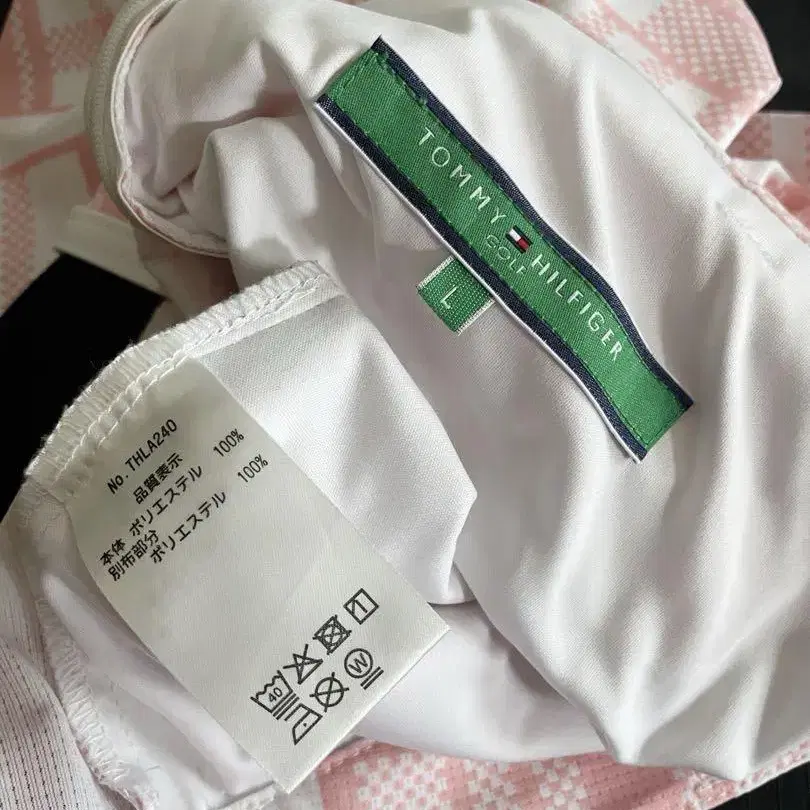 TOMMY HILFIGER
GOLF
L
No. THLA240
品質表示
本体 ポリエステル 100%
別布部分
ポリエステル 100%
40
W